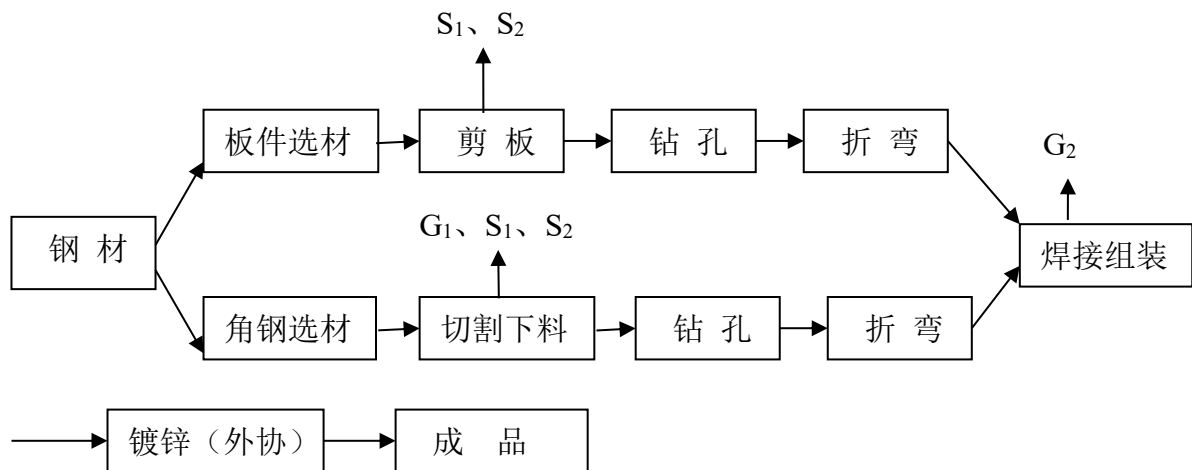 S₁、S₂
板件选材
剪 板
钻 孔
折 弯
G₂
钢 材
G₁、S₁、S₂
焊接组装
角钢选材
切割下料
钻 孔
折 弯
镀锌（外协）
成 品